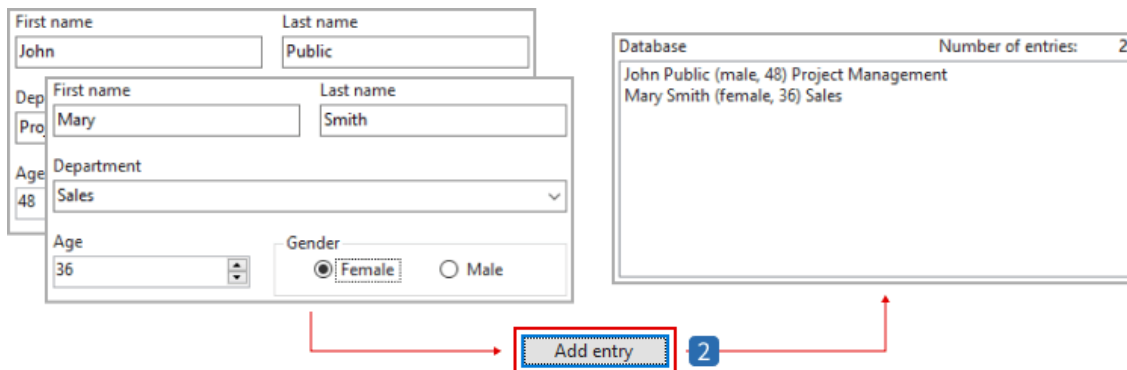 First name Last name
John Public
Dep
Pro
Age
48
First name Last name
Mary Smith
Department
Sales
Age Gender
36 Female Male
Database Number of entries: 2
John Public (male, 48) Project Management
Mary Smith (female, 36) Sales
Add entry 2